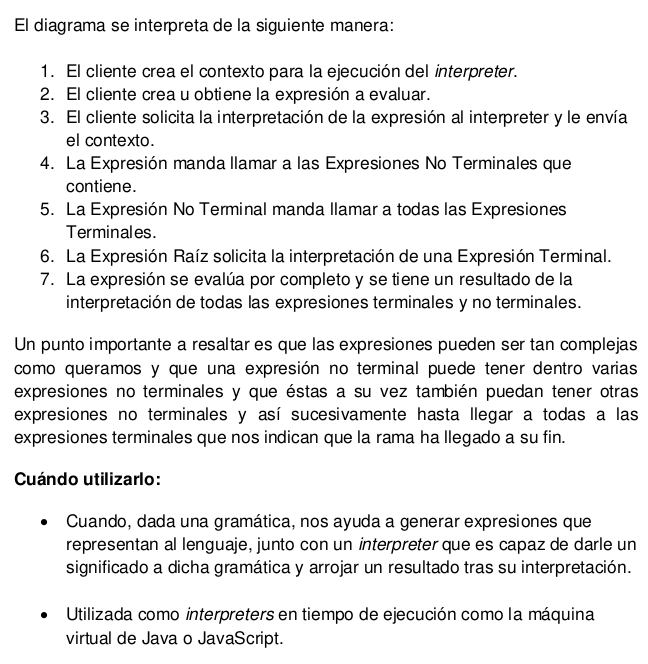 El diagrama se interpreta de la siguiente manera:
1. El cliente crea el contexto para la ejecución del interpreter.
2. El cliente crea u obtiene la expresión a evaluar.
3. El cliente solicita la interpretación de la expresión al interpreter y le envía
el contexto.
4. La Expresión manda llamar a las Expresiones No Terminales que
contiene.
5. La Expresión No Terminal manda llamar a todas las Expresiones
Terminales.
6. La Expresión Raíz solicita la interpretación de una Expresión Terminal.
7. La expresión se evalúa por completo y se tiene un resultado de la
interpretación de todas las expresiones terminales y no terminales.
Un punto importante a resaltar es que las expresiones pueden ser tan complejas
como queramos y que una expresión no terminal puede tener dentro varias
expresiones no terminales y que éstas a su vez también puedan tener otras
expresiones no terminales y así sucesivamente hasta llegar a todas a las
expresiones terminales que nos indican que la rama ha llegado a su fin.
Cuándo utilizarlo:
• Cuando, dada una gramática, nos ayuda a generar expresiones que
representan al lenguaje, junto con un interpreter que es capaz de darle un
significado a dicha gramática y arrojar un resultado tras su interpretación.
• Utilizada como interpreters en tiempo de ejecución como la máquina
virtual de Java o JavaScript.